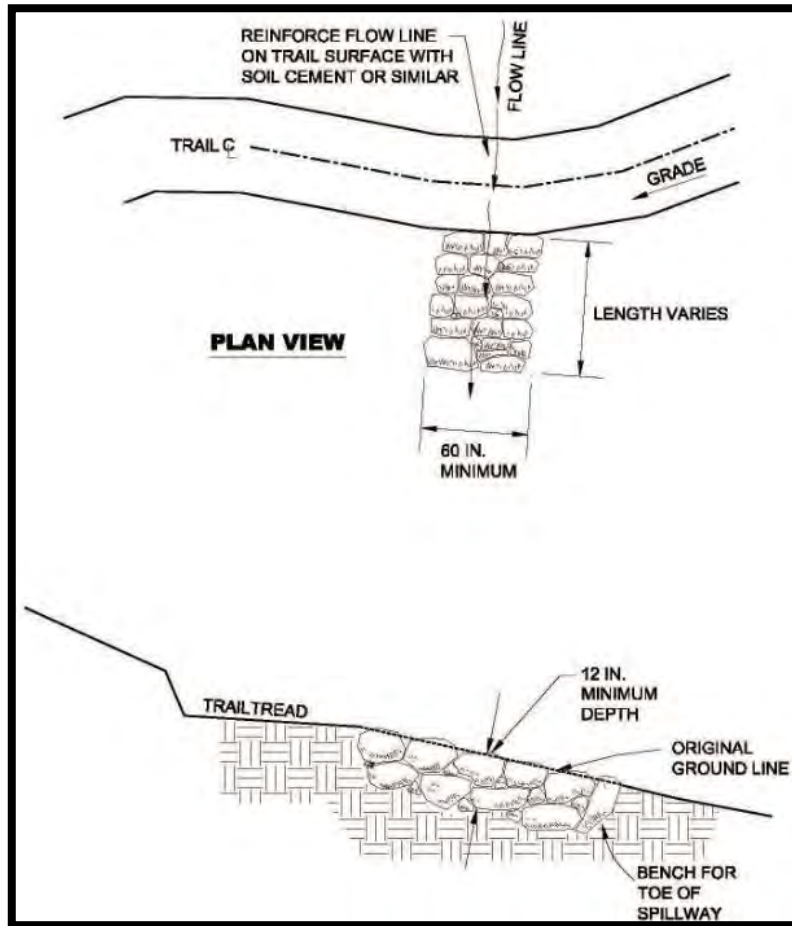 REINFORCE FLOW LINE
ON TRAIL SURFACE WITH
SOIL CEMENT OR SIMILAR
FLOW LINE
TRAIL ℄
GRADE
LENGTH VARIES
PLAN VIEW
60 IN.
MINIMUM
12 IN.
MINIMUM
DEPTH
TRAIL TREAD
ORIGINAL
GROUND LINE
BENCH FOR
TOE OF
SPILLWAY